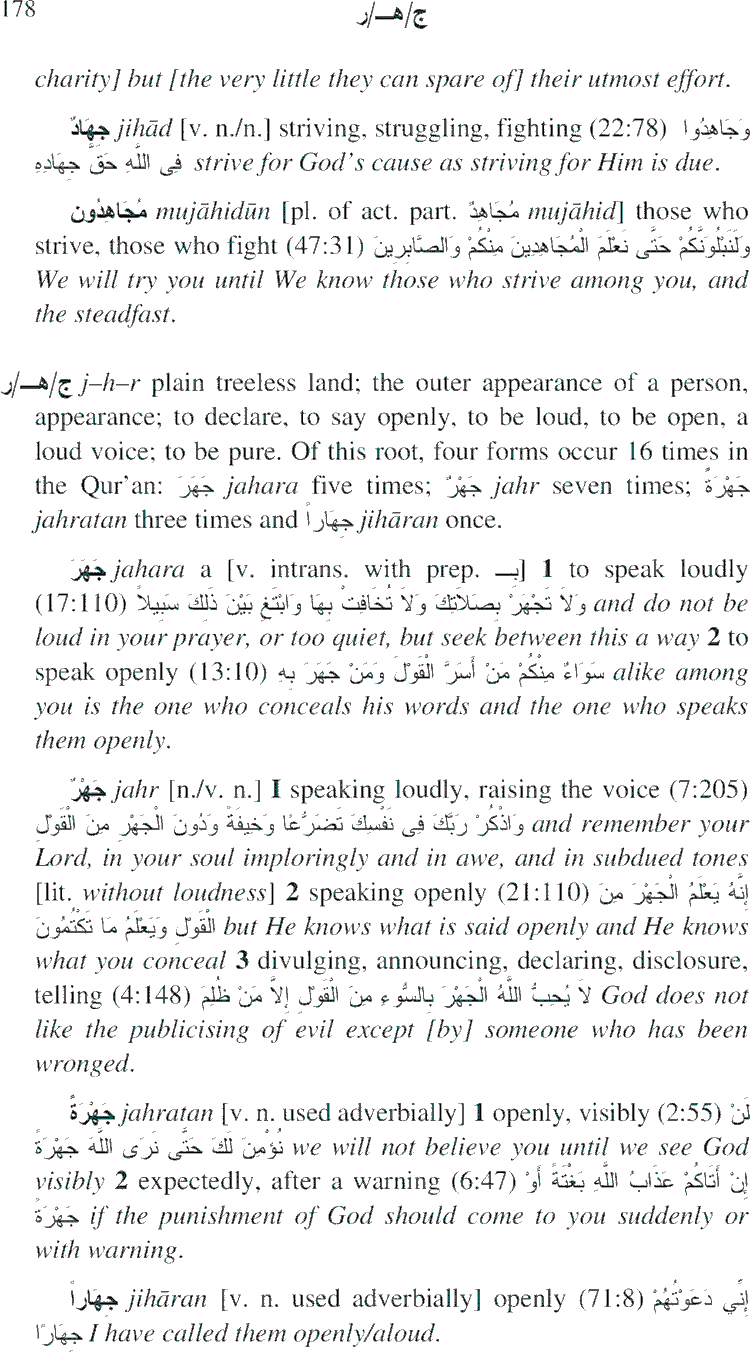 178
ج/هـ/ر
charity] but [the very little they can spare of] their utmost effort.
جِهَادٌ jihād [v. n./n.] striving, struggling, fighting (22:78) وَجَاهِدُوا
فِى اللَّهِ حَقَّ جِهَادِهِ strive for God's cause as striving for Him is due.
مُجَاهِدُون mujāhidūn [pl. of act. part. مُجَاهِدٌ mujāhid] those who
strive, those who fight (47:31) وَلَنَبْلُوَنَّكُمْ حَتَّى نَعْلَمَ الْمُجَاهِدِينَ مِنْكُمْ وَالصَّابِرِينَ
We will try you until We know those who strive among you, and
the steadfast.
ج/هـ/ر j–h–r plain treeless land; the outer appearance of a person,
appearance; to declare, to say openly, to be loud, to be open, a
loud voice; to be pure. Of this root, four forms occur 16 times in
the Qur'an: جَهَرَ jahara five times; جَهْرٌ jahr seven times; جَهْرَةً
jahratan three times and جِهَاراً jihāran once.
جَهَرَ jahara a [v. intrans. with prep. بـ] 1 to speak loudly
(17:110) وَلاَ تَجْهَرْ بِصَلاَتِكَ وَلاَ تُخَافِتْ بِهَا وَابْتَغِ بَيْنَ ذَلِكَ سَبِيلاً and do not be
loud in your prayer, or too quiet, but seek between this a way 2 to
speak openly (13:10) سَوَاءٌ مِنْكُمْ مَنْ أَسَرَّ الْقَوْلَ وَمَنْ جَهَرَ بِهِ alike among
you is the one who conceals his words and the one who speaks
them openly.
جَهْرٌ jahr [n./v. n.] I speaking loudly, raising the voice (7:205)
وَاذْكُرْ رَبَّكَ فِى نَفْسِكَ تَضَرُّعًا وَخِيفَةً وَدُونَ الْجَهْرِ مِنَ الْقَوْلِ and remember your
Lord, in your soul imploringly and in awe, and in subdued tones
[lit. without loudness] 2 speaking openly (21:110) إِنَّهُ يَعْلَمُ الْجَهْرَ مِنَ
الْقَوْلِ وَيَعْلَمُ مَا تَكْتُمُونَ but He knows what is said openly and He knows
what you conceal 3 divulging, announcing, declaring, disclosure,
telling (4:148) لاَ يُحِبُّ اللَّهُ الْجَهْرَ بِالسُّوءِ مِنَ الْقَوْلِ إِلاَّ مَنْ ظُلِمَ God does not
like the publicising of evil except [by] someone who has been
wronged.
جَهْرَةً jahratan [v. n. used adverbially] 1 openly, visibly (2:55) لَنْ
نُؤْمِنَ لَكَ حَتَّى نَرَى اللَّهَ جَهْرَةً we will not believe you until we see God
visibly 2 expectedly, after a warning (6:47) إِنْ أَتَاكُمْ عَذَابُ اللَّهِ بَغْتَةً أَوْ
جَهْرَةً if the punishment of God should come to you suddenly or
with warning.
جِهَاراً jihāran [v. n. used adverbially] openly (71:8) إِنِّي دَعَوْتُهُمْ
جِهَارًا I have called them openly/aloud.